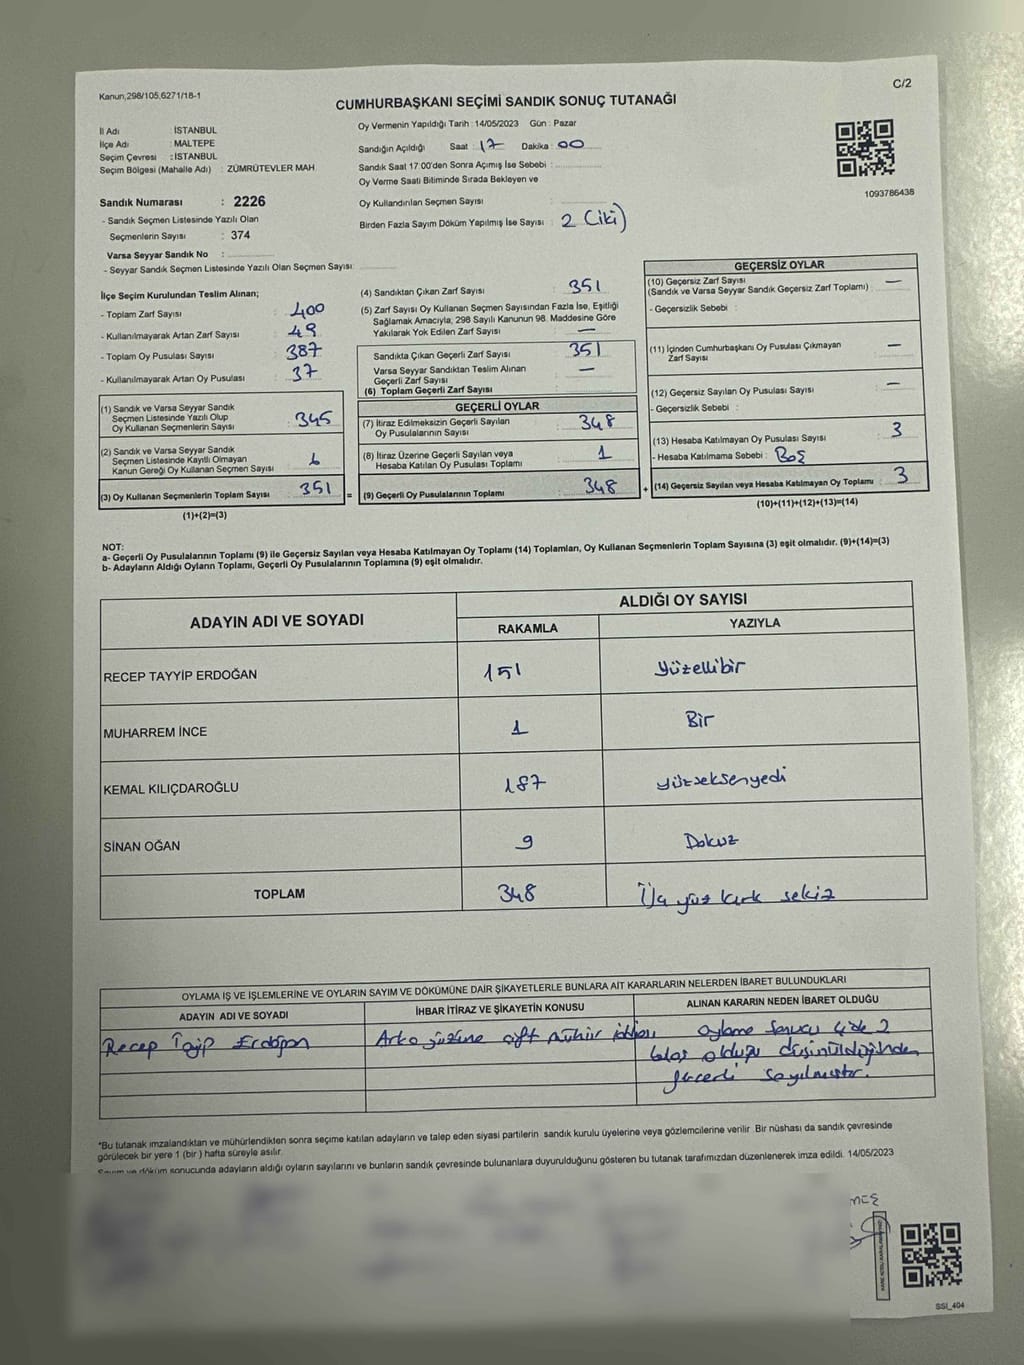 Kanun,298/105,6271/18-1
C/2
CUMHURBAŞKANI SEÇİMİ SANDIK SONUÇ TUTANAĞI
İl Adı : İSTANBUL
İlçe Adı : MALTEPE
Seçim Çevresi : İSTANBUL
Seçim Bölgesi (Mahalle Adı) : ZÜMRÜTEVLER MAH
Sandık Numarası : 2226
- Sandık Seçmen Listesinde Yazılı Olan
Seçmenlerin Sayısı : 374
Varsa Seyyar Sandık No :
- Seyyar Sandık Seçmen Listesinde Yazılı Olan Seçmen Sayısı:
Oy Vermenin Yapıldığı Tarih : 14/05/2023 Gün : Pazar
Sandığın Açıldığı Saat : 17 Dakika : 00
Sandık Saat 17:00'den Sonra Açımış İse Sebebi :
Oy Verme Saati Bitiminde Sırada Bekleyen ve
Oy Kullandırılan Seçmen Sayısı :
Birden Fazla Sayım Döküm Yapılmış İse Sayısı : 2 (iki)
1093786438
İlçe Seçim Kurulundan Teslim Alınan;
- Toplam Zarf Sayısı : 400
- Kullanılmayarak Artan Zarf Sayısı : 49
- Toplam Oy Pusulası Sayısı : 387
- Kullanılmayarak Artan Oy Pusulası : 37
(1) Sandık ve Varsa Seyyar Sandık
Seçmen Listesinde Yazılı Olup
Oy Kullanan Seçmenlerin Sayısı : 345
(2) Sandık ve Varsa Seyyar Sandık
Seçmen Listesinde Kayıtlı Olmayan
Kanun Gereği Oy Kullanan Seçmen Sayısı : 6
(3) Oy Kullanan Seçmenlerin Toplam Sayısı : 351 =
(1)+(2)=(3)
(4) Sandıktan Çıkan Zarf Sayısı : 351
(5) Zarf Sayısı Oy Kullanan Seçmen Sayısından Fazla İse, Eşitliği
Sağlamak Amacıyla, 298 Sayılı Kanunun 98. Maddesine Göre
Yakılarak Yok Edilen Zarf Sayısı : —
Sandıkta Çıkan Geçerli Zarf Sayısı : 351
Varsa Seyyar Sandıktan Teslim Alınan
Geçerli Zarf Sayısı : —
(6) Toplam Geçerli Zarf Sayısı :
GEÇERLİ OYLAR
(7) İtiraz Edilmeksizin Geçerli Sayılan
Oy Pusulalarının Sayısı : 348
(8) İtiraz Üzerine Geçerli Sayılan veya
Hesaba Katılan Oy Pusulası Toplamı : 1
(9) Geçerli Oy Pusulalarının Toplamı : 348 +
GEÇERSİZ OYLAR
(10) Geçersiz Zarf Sayısı
(Sandık ve Varsa Seyyar Sandık Geçersiz Zarf Toplamı) : —
- Geçersizlik Sebebi :
(11) İçinden Cumhurbaşkanı Oy Pusulası Çıkmayan
Zarf Sayısı : —
(12) Geçersiz Sayılan Oy Pusulası Sayısı : —
- Geçersizlik Sebebi :
(13) Hesaba Katılmayan Oy Pusulası Sayısı : 3
- Hesaba Katılmama Sebebi : Boş
(14) Geçersiz Sayılan veya Hesaba Katılmayan Oy Toplamı : 3
(10)+(11)+(12)+(13)=(14)
NOT:
a- Geçerli Oy Pusulalarının Toplamı (9) ile Geçersiz Sayılan veya Hesaba Katılmayan Oy Toplamı (14) Toplamları, Oy Kullanan Seçmenlerin Toplam Sayısına (3) eşit olmalıdır. (9)+(14)=(3)
b- Adayların Aldığı Oyların Toplamı, Geçerli Oy Pusulalarının Toplamına (9) eşit olmalıdır.
ADAYIN ADI VE SOYADI
ALDIĞI OY SAYISI
RAKAMLA YAZIYLA
RECEP TAYYİP ERDOĞAN 151 Yüzellibir
MUHARREM İNCE 1 Bir
KEMAL KILIÇDAROĞLU 187 yüzseksenyedi
SİNAN OĞAN 9 Dokuz
TOPLAM 348 Üç yüz kırk sekiz
OYLAMA İŞ VE İŞLEMLERİNE VE OYLARIN SAYIM VE DÖKÜMÜNE DAİR ŞİKAYETLERLE BUNLARA AİT KARARLARIN NELERDEN İBARET BULUNDUKLARI
ADAYIN ADI VE SOYADI İHBAR İTİRAZ VE ŞİKAYETİN KONUSU ALINAN KARARIN NEDEN İBARET OLDUĞU
Recep Tayip Erdoğan Arka yüzüne çift mühür oylama sonucu 2
olduğu düşünüldüğünden
geçerli sayılmıştır.
*Bu tutanak imzalandıktan ve mühürlendikten sonra seçime katılan adayların ve talep eden siyasi partilerin sandık kurulu üyelerine veya gözlemcilerine verilir. Bir nüshası da sandık çevresinde
görülecek bir yere 1 (bir ) hafta süreyle asılır.
Sayım ve döküm sonucunda adayların aldığı oyların sayılarını ve bunların sandık çevresinde bulunanlara duyurulduğunu gösteren bu tutanak tarafımızdan düzenlenerek imza edildi. 14/05/2023
SSI_404